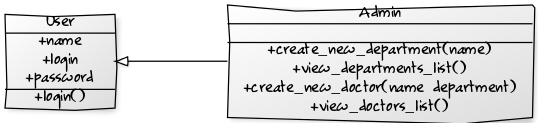 User
+name
+login
+password
+login()
Admin
+create_new_department(name)
+view_departments_list()
+create_new_doctor(name department)
+view_doctors_list()